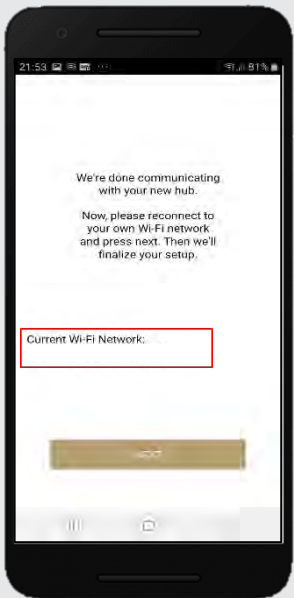 21:53
81%
We're done communicating
with your new hub.
Now, please reconnect to
your own Wi-Fi network
and press next. Then we'll
finalize your setup.
Current Wi-Fi Network:
NEXT